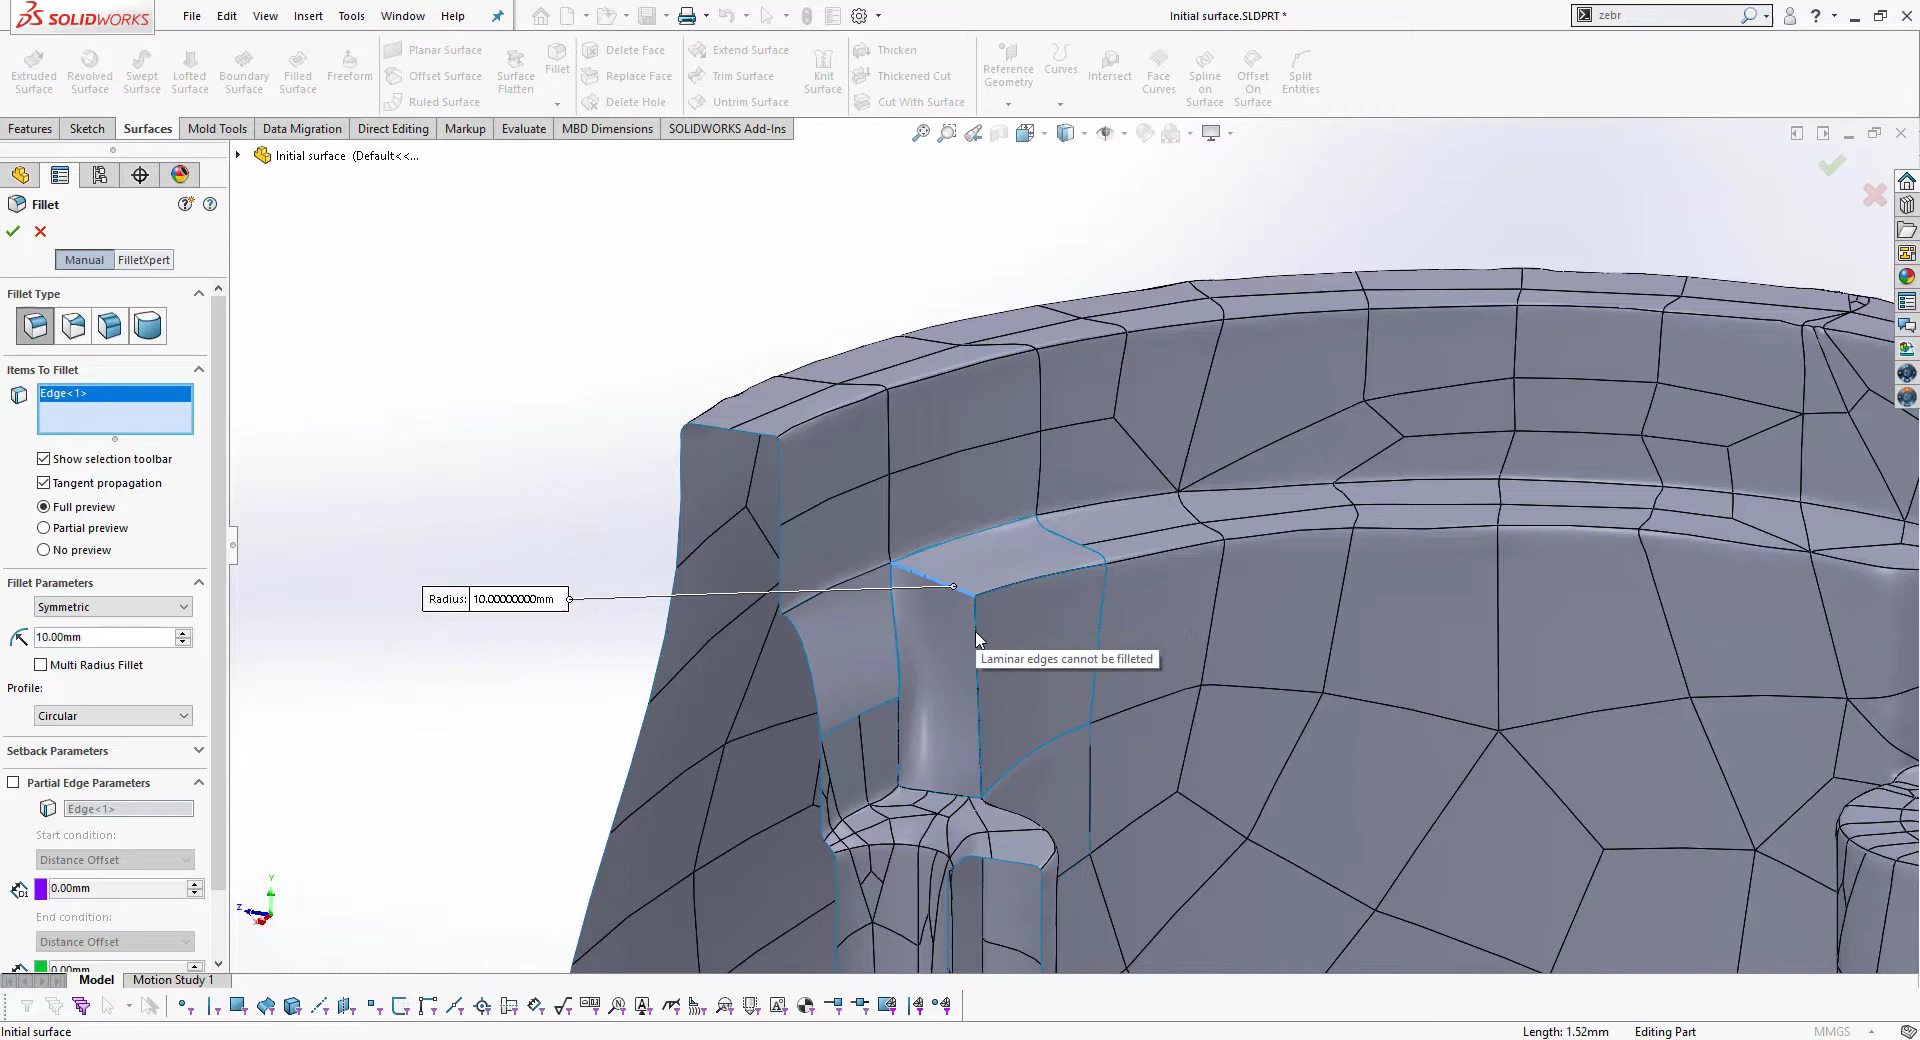 SOLIDWORKS
File Edit View Insert Tools Window Help
Initial surface.SLDPRT *
zebr
Extruded Surface
Revolved Surface
Swept Surface
Lofted Surface
Boundary Surface
Filled Surface
Freeform
Planar Surface
Offset Surface
Ruled Surface
Surface Flatten
Fillet
Delete Face
Replace Face
Delete Hole
Extend Surface
Trim Surface
Untrim Surface
Knit Surface
Thicken
Thickened Cut
Cut With Surface
Reference Geometry
Curves
Intersect
Face Curves
Spline on Surface
Offset On Surface
Split Entities
Features Sketch Surfaces Mold Tools Data Migration Direct Editing Markup Evaluate MBD Dimensions SOLIDWORKS Add-Ins
Initial surface (Default<<...
Fillet
Manual FilletXpert
Fillet Type
Items To Fillet
Edge<1>
Show selection toolbar
Tangent propagation
Full preview
Partial preview
No preview
Fillet Parameters
Symmetric
10.00mm
Multi Radius Fillet
Profile:
Circular
Setback Parameters
Partial Edge Parameters
Edge<1>
Start condition:
Distance Offset
0.00mm
End condition:
Distance Offset
0.00mm
Radius: 10.00000000mm
Laminar edges cannot be filleted
Y
Z
Model Motion Study 1
Initial surface
Length: 1.52mm Editing Part MMGS